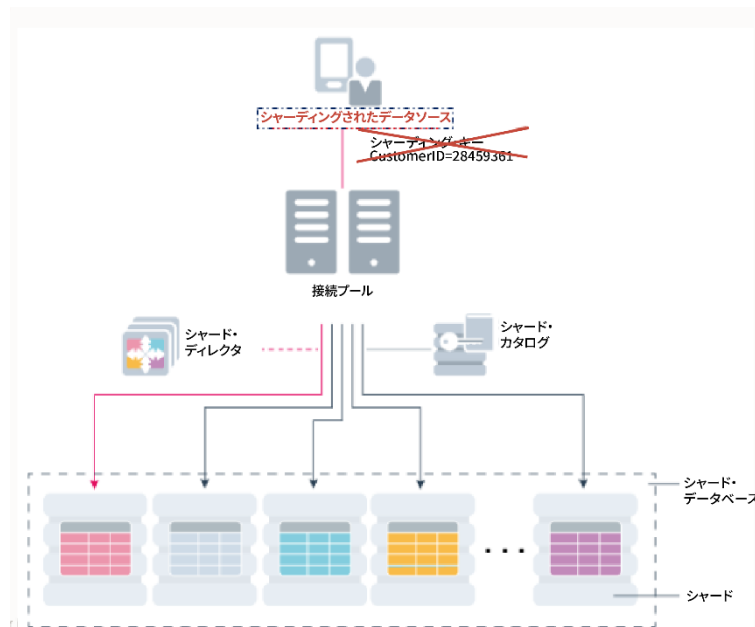 シャーディングされたデータソース
シャーディング・キー
CustomerID=28459361
接続プール
シャード・
ディレクタ
シャード・
カタログ
シャード・
データベース
シャード